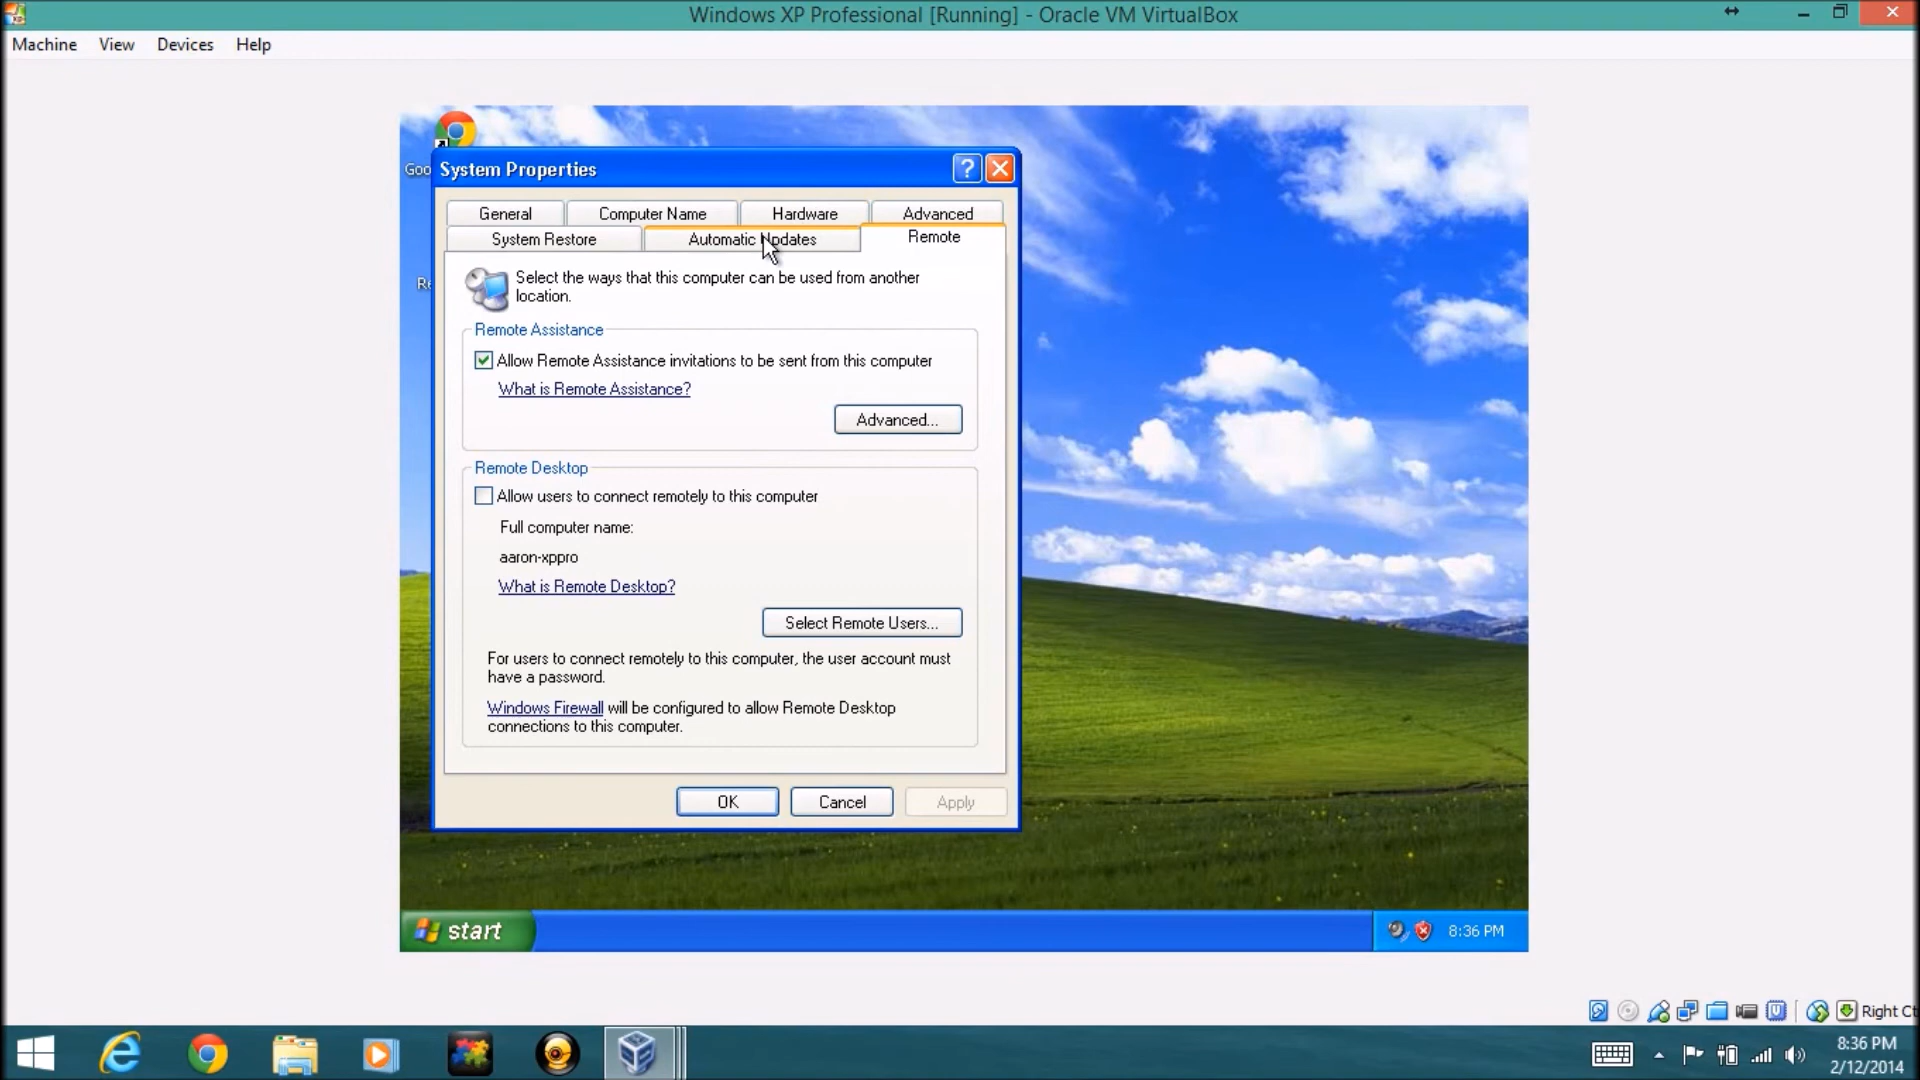 Windows XP Professional [Running] - Oracle VM VirtualBox
Machine View Devices Help
System Properties
General Computer Name Hardware Advanced
System Restore Automatic Updates Remote
Select the ways that this computer can be used from another
location.
Remote Assistance
Allow Remote Assistance invitations to be sent from this computer
What is Remote Assistance?
Advanced...
Remote Desktop
Allow users to connect remotely to this computer
Full computer name:
aaron-xppro
What is Remote Desktop?
Select Remote Users...
For users to connect remotely to this computer, the user account must
have a password.
Windows Firewall will be configured to allow Remote Desktop
connections to this computer.
OK Cancel Apply
start
8:36 PM
Right
8:36 PM
2/12/2014